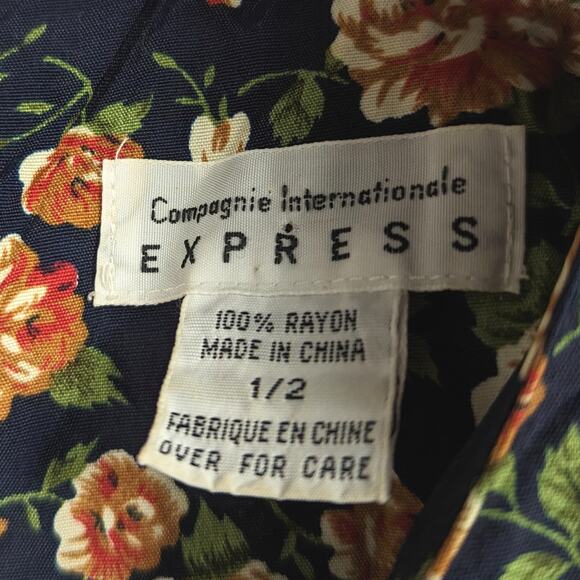 Compagnie Internationale
EXPRESS
100% RAYON
MADE IN CHINA
1/2
FABRIQUE EN CHINE
OVER FOR CARE